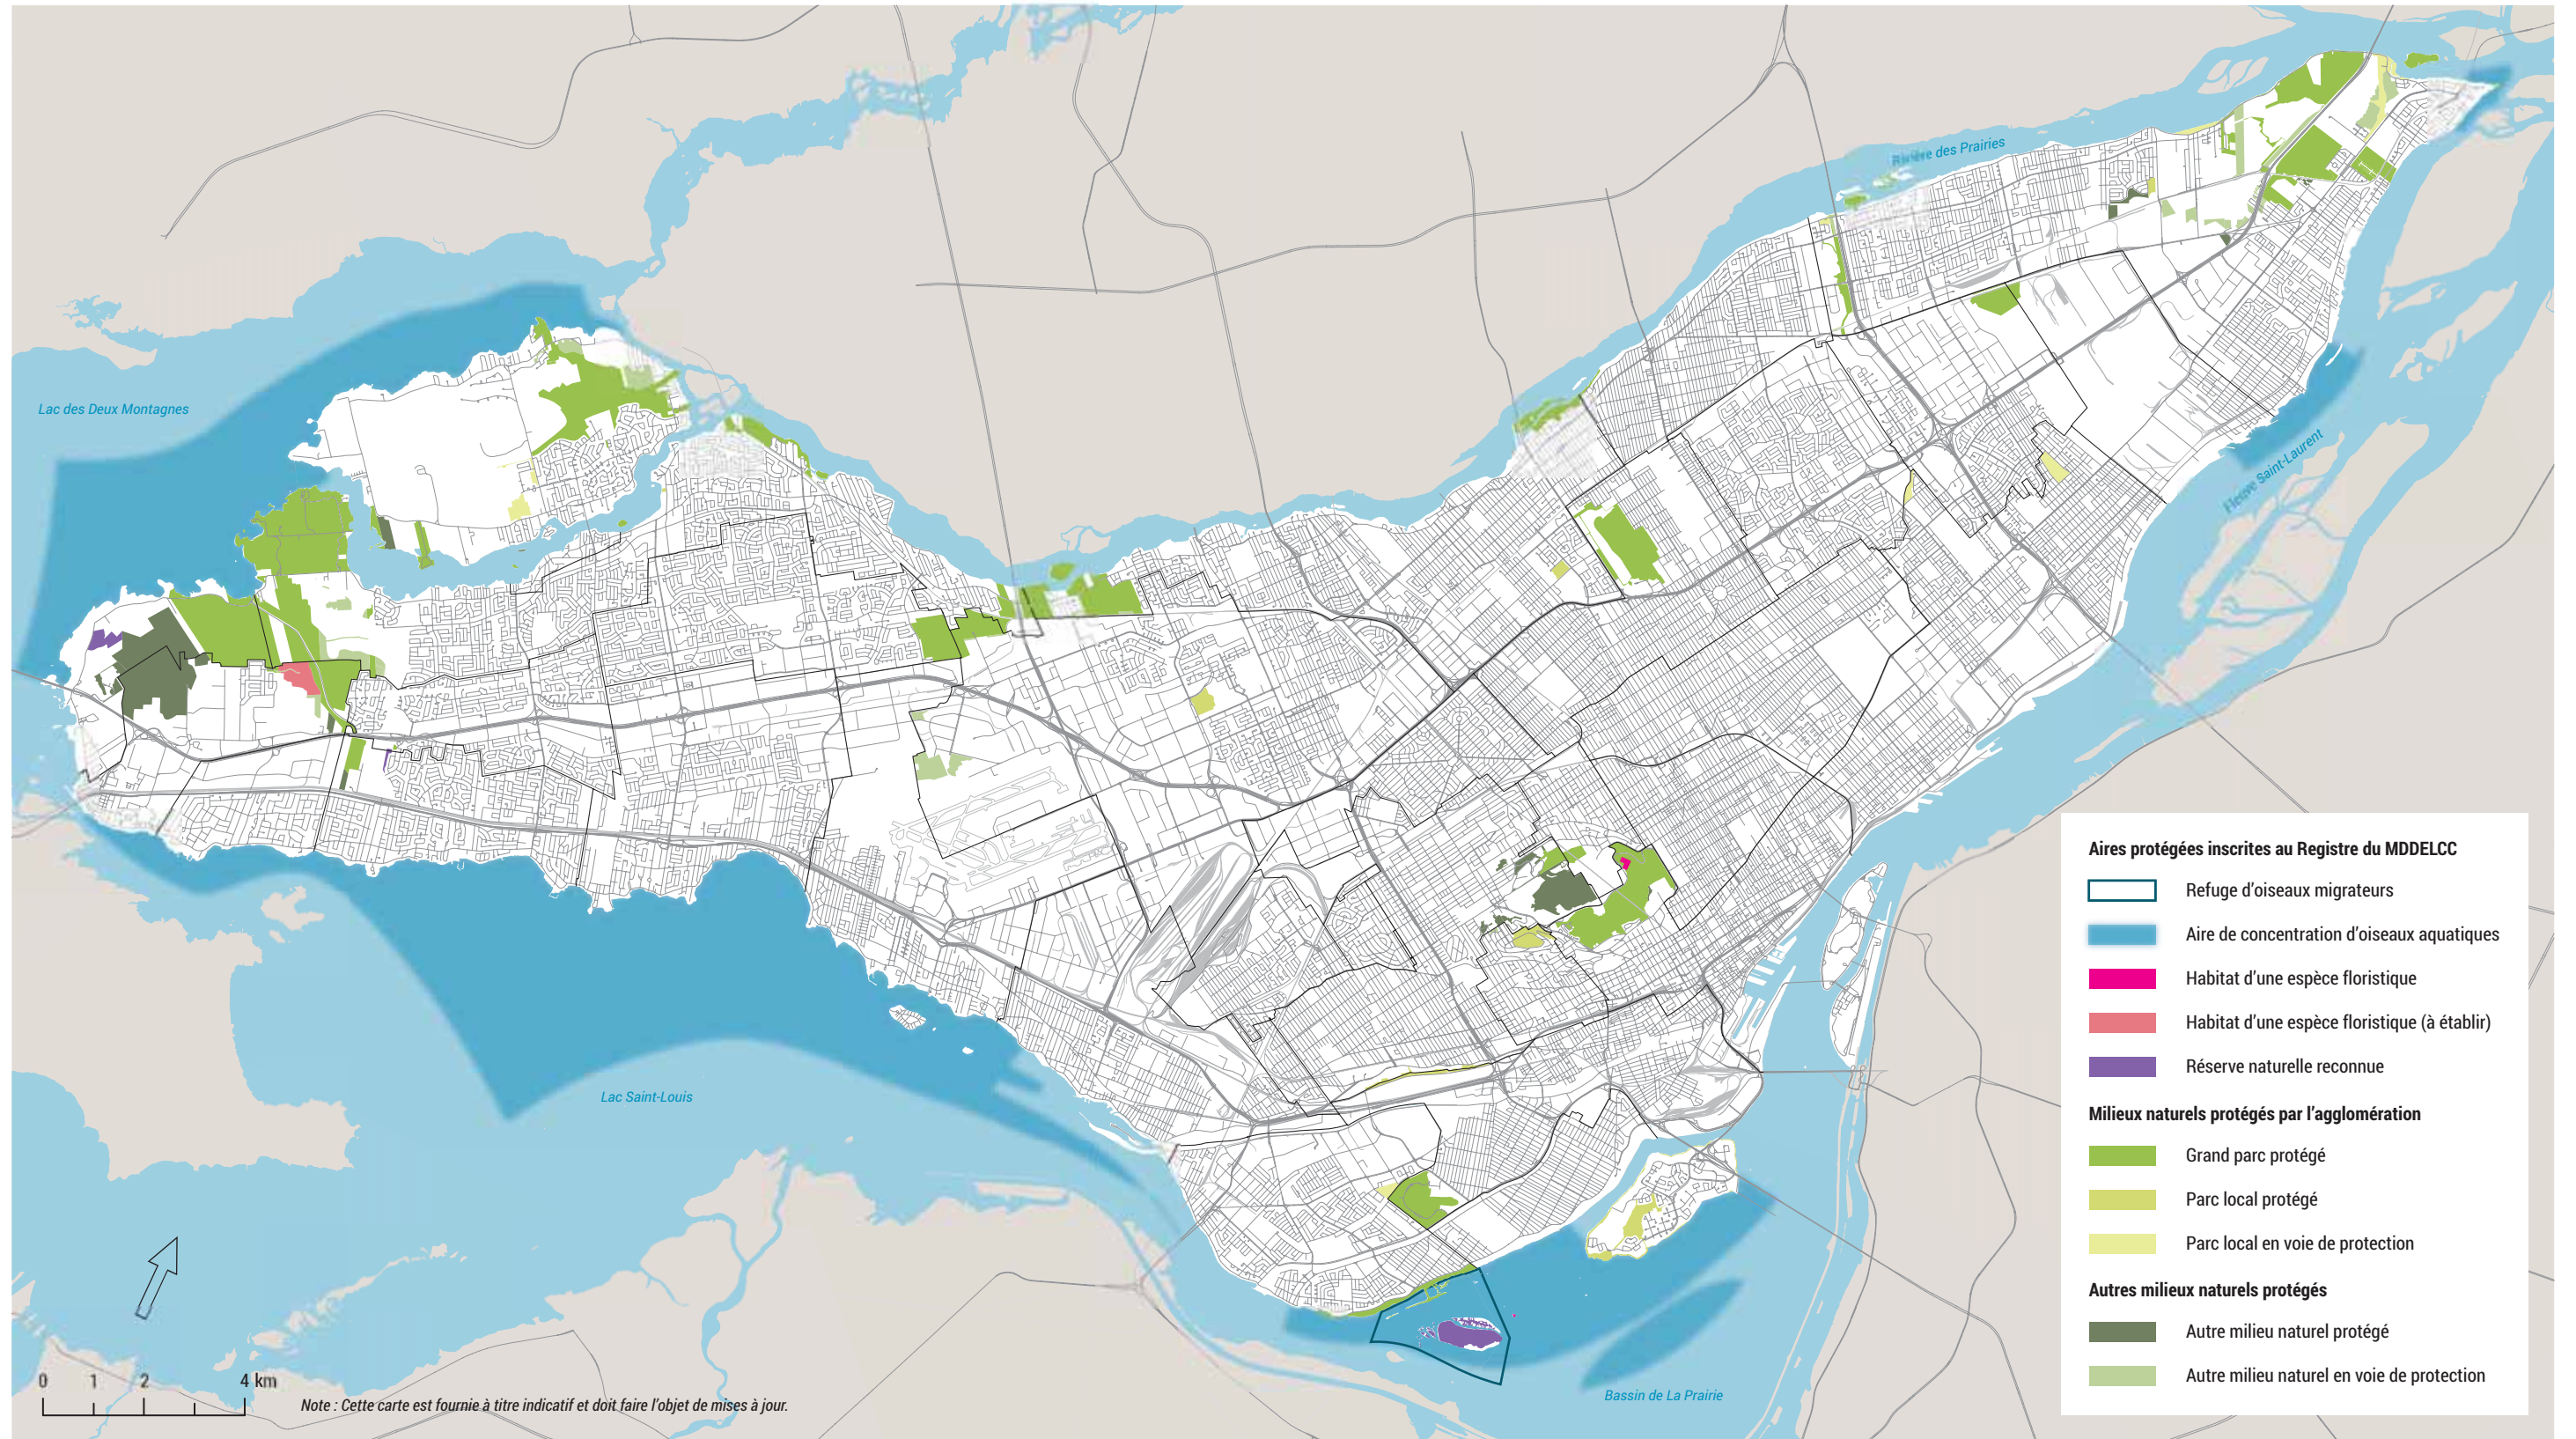 Rivière des Prairies
Lac des Deux Montagnes
Fleuve Saint-Laurent
Aires protégées inscrites au Registre du MDDELCC
Refuge d’oiseaux migrateurs
Aire de concentration d’oiseaux aquatiques
Habitat d’une espèce floristique
Habitat d’une espèce floristique (à établir)
Réserve naturelle reconnue
Lac Saint-Louis
Milieux naturels protégés par l’agglomération
Grand parc protégé
Parc local protégé
Parc local en voie de protection
Autres milieux naturels protégés
Autre milieu naturel protégé
Autre milieu naturel en voie de protection
0 1 2 4 km
Note : Cette carte est fournie à titre indicatif et doit faire l’objet de mises à jour.
Bassin de La Prairie